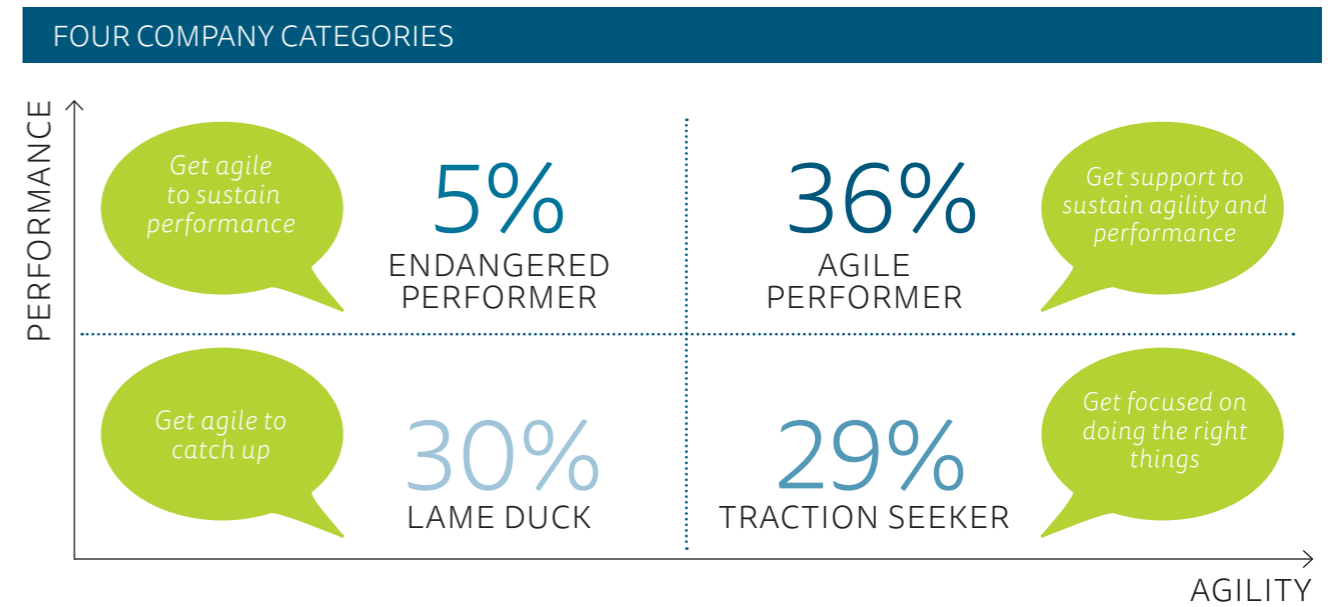 FOUR COMPANY CATEGORIES
PERFORMANCE
Get agile
to sustain
performance
5%
ENDANGERED
PERFORMER
36%
AGILE
PERFORMER
Get support to
sustain agility and
performance
Get agile to
catch up
30%
LAME DUCK
29%
TRACTION SEEKER
Get focused on
doing the right
things
AGILITY